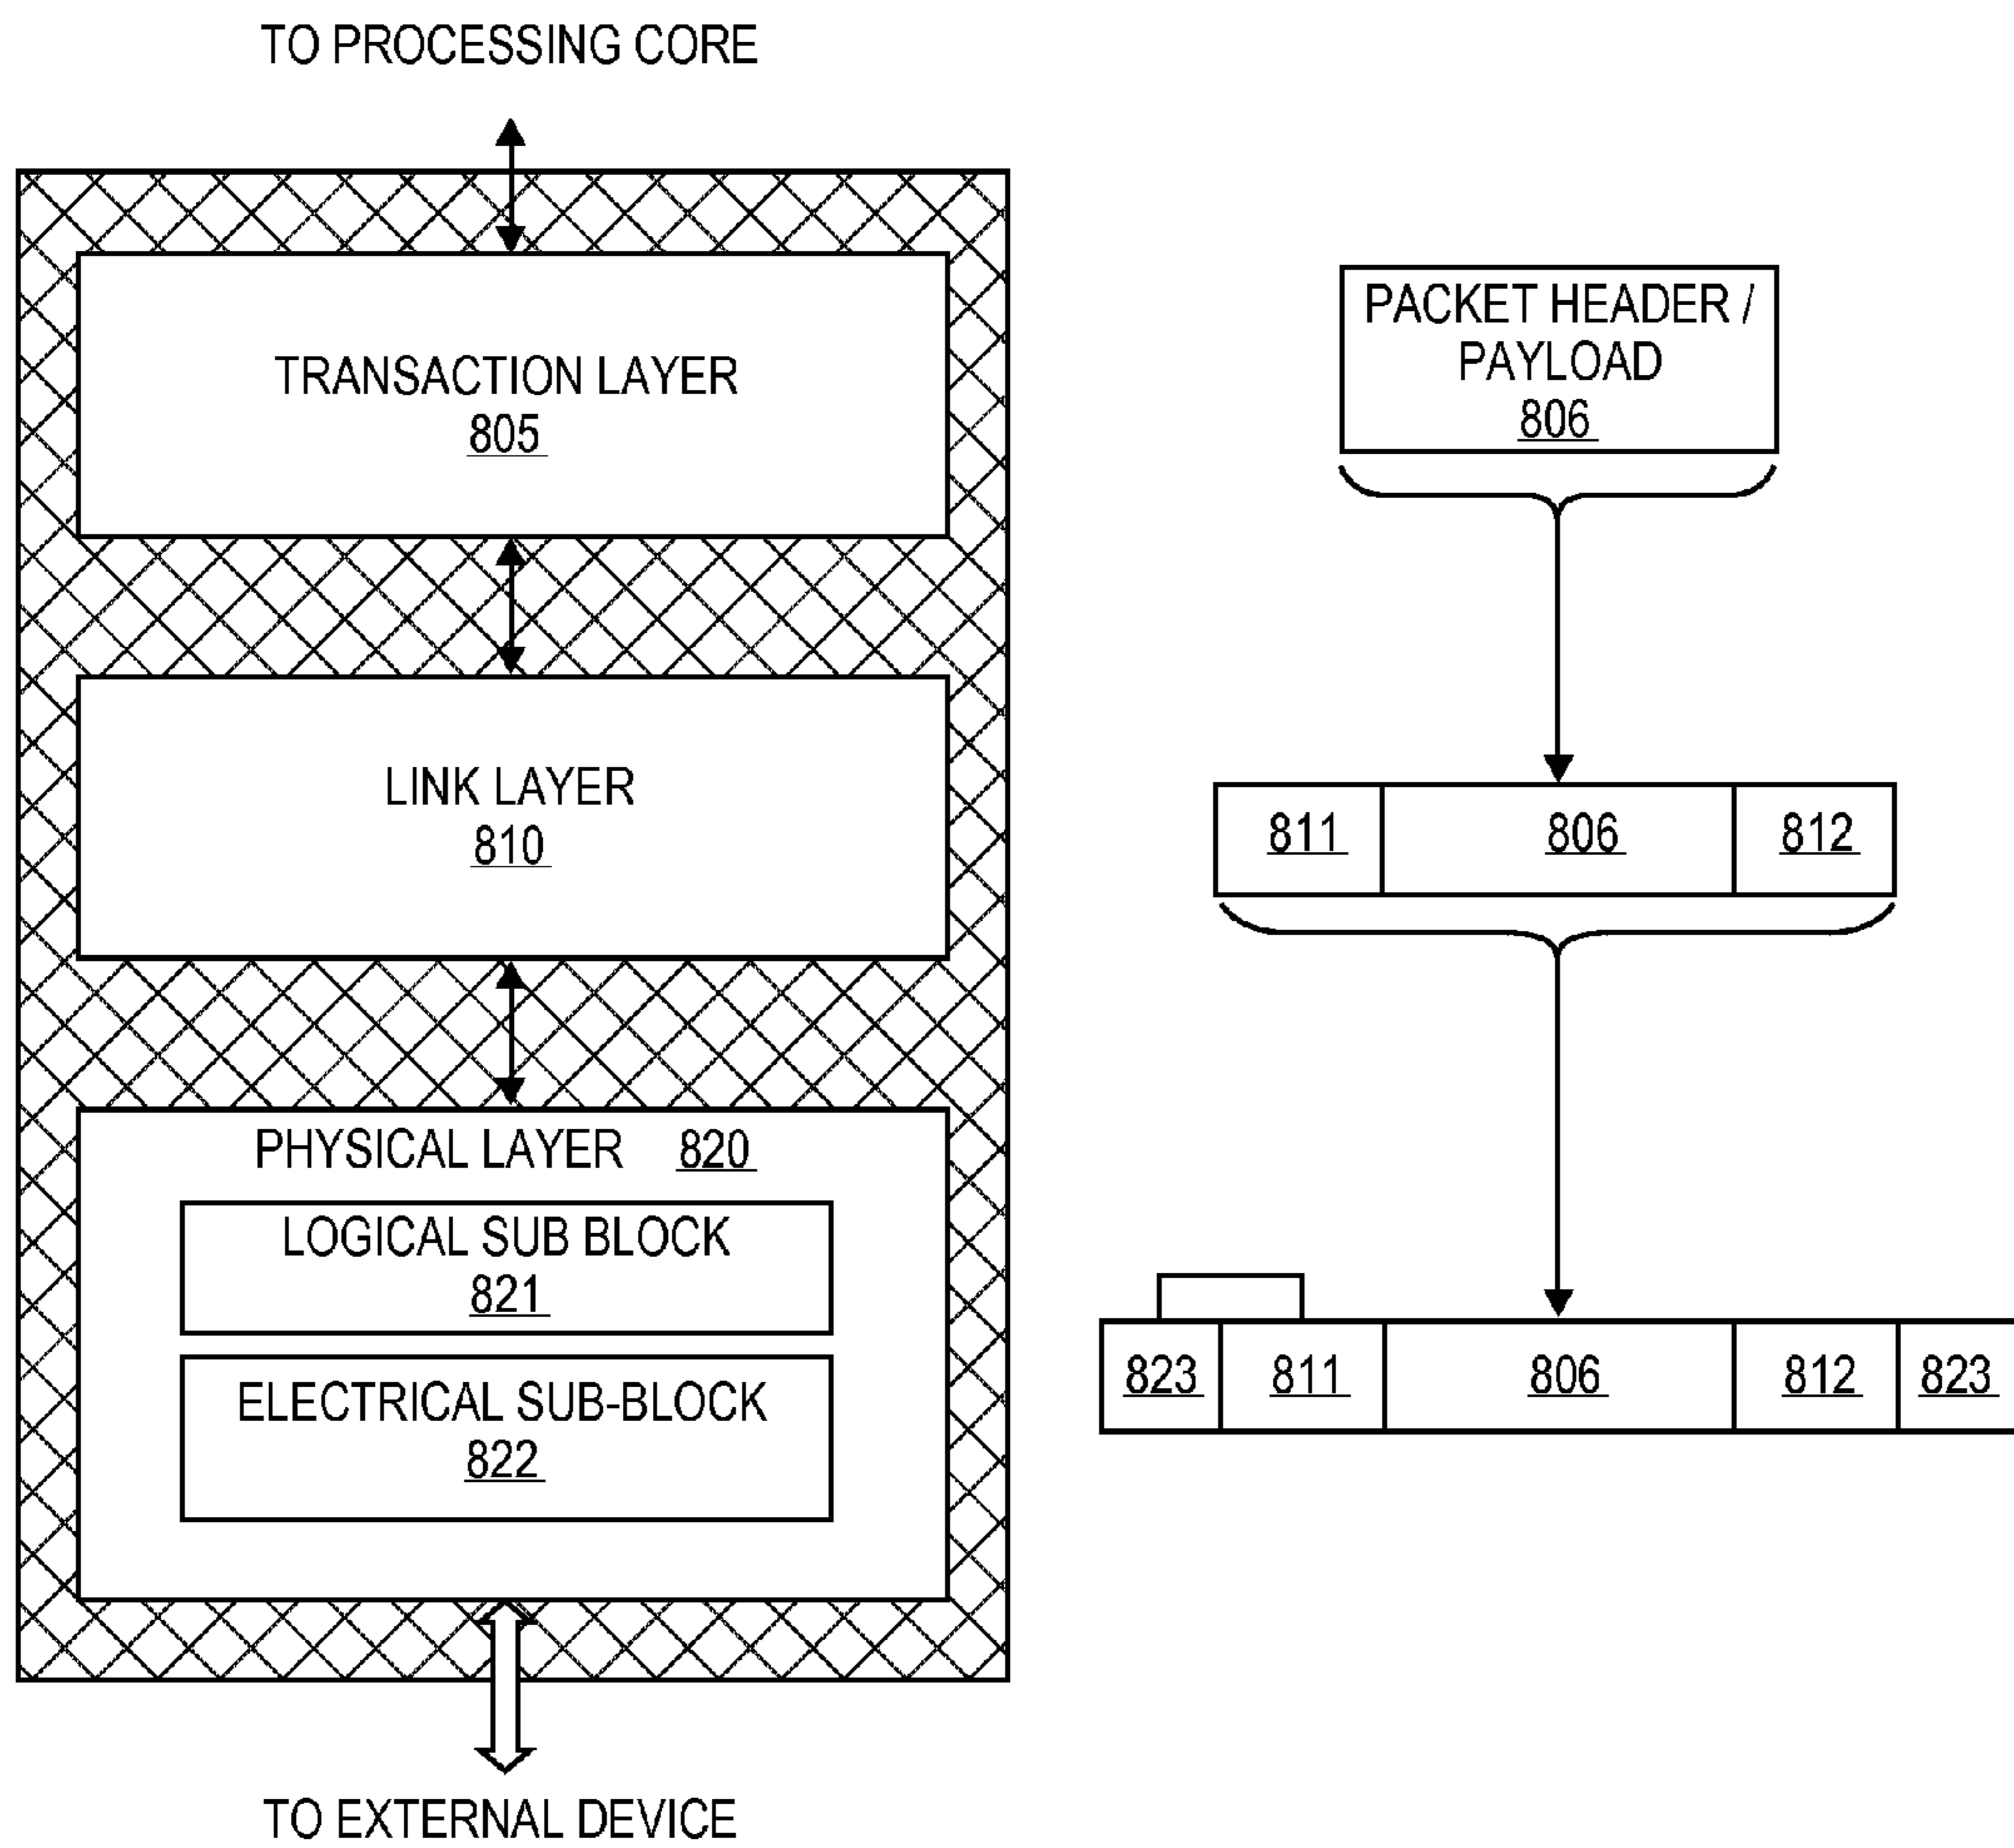 TO PROCESSING CORE
TRANSACTION LAYER
805
LINK LAYER
810
PHYSICAL LAYER 820
LOGICAL SUB BLOCK
821
ELECTRICAL SUB-BLOCK
822
TO EXTERNAL DEVICE
PACKET HEADER /
PAYLOAD
806
811 806 812
823 811 806 812 823